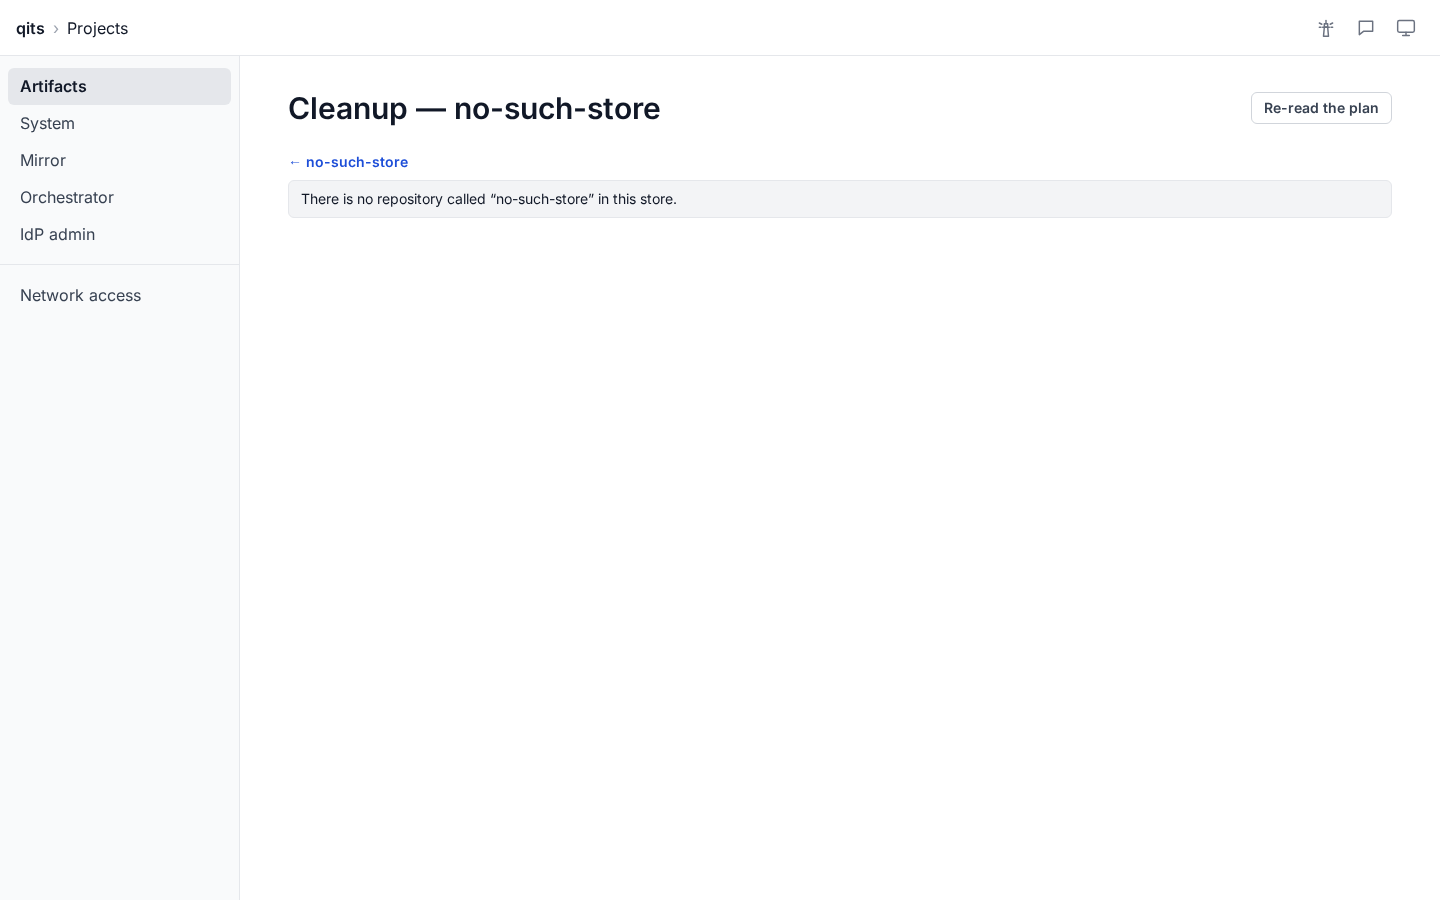 qits › Projects
Artifacts
System
Mirror
Orchestrator
IdP admin
Network access
Cleanup — no-such-store
Re-read the plan
← no-such-store
There is no repository called “no-such-store” in this store.